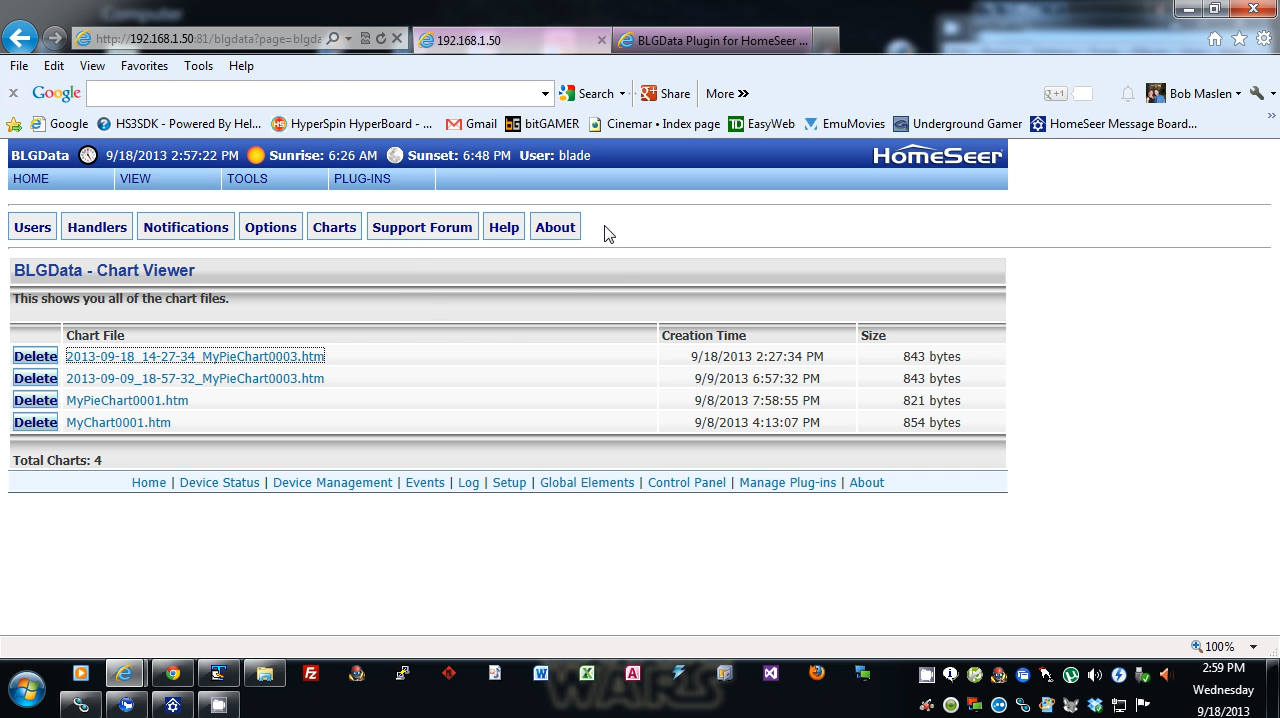 Computer
http://192.168.1.50:81/blgdata?page=blgda
192.168.1.50
BLGData Plugin for HomeSeer ...
File Edit View Favorites Tools Help
Google Search Share More »
+1 Bob Maslen
Google HS3SDK - Powered By Hel... HyperSpin HyperBoard - ... Gmail bitGAMER Cinemar • Index page EasyWeb EmuMovies Underground Gamer HomeSeer Message Board...
BLGData 9/18/2013 2:57:22 PM Sunrise: 6:26 AM Sunset: 6:48 PM User: blade HomeSeer
HOME VIEW TOOLS PLUG-INS
Users Handlers Notifications Options Charts Support Forum Help About
BLGData - Chart Viewer
This shows you all of the chart files.
Chart File Creation Time Size
Delete 2013-09-18_14-27-34_MyPieChart0003.htm 9/18/2013 2:27:34 PM 843 bytes
Delete 2013-09-09_18-57-32_MyPieChart0003.htm 9/9/2013 6:57:32 PM 843 bytes
Delete MyPieChart0001.htm 9/8/2013 7:58:55 PM 821 bytes
Delete MyChart0001.htm 9/8/2013 4:13:07 PM 854 bytes
Total Charts: 4
Home | Device Status | Device Management | Events | Log | Setup | Global Elements | Control Panel | Manage Plug-ins | About
100%
WARS
2:59 PM
Wednesday
9/18/2013